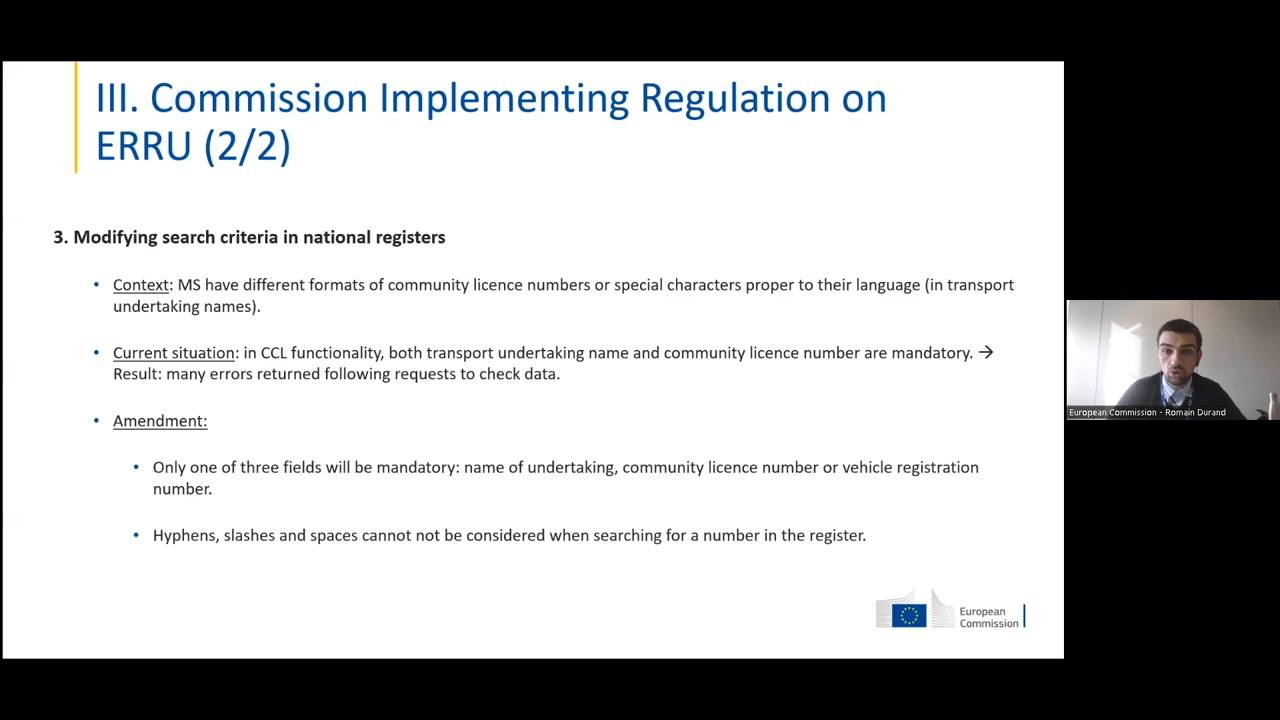 III. Commission Implementing Regulation on
ERRU (2/2)
3. Modifying search criteria in national registers
• Context: MS have different formats of community licence numbers or special characters proper to their language (in transport
undertaking names).
• Current situation: in CCL functionality, both transport undertaking name and community licence number are mandatory. →
Result: many errors returned following requests to check data.
• Amendment:
• Only one of three fields will be mandatory: name of undertaking, community licence number or vehicle registration
number.
• Hyphens, slashes and spaces cannot not be considered when searching for a number in the register.
European
Commission
European Commission - Romain Durand